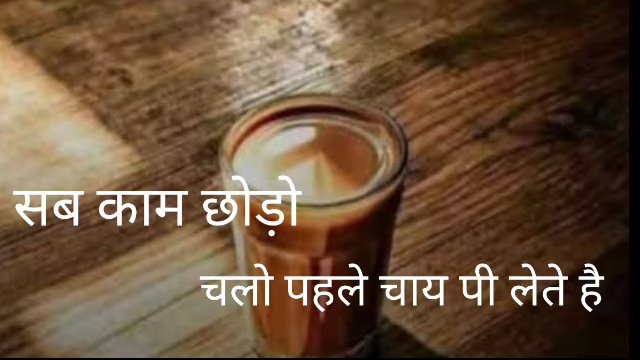 सब काम छोड़ो
चलो पहले चाय पी लेते है